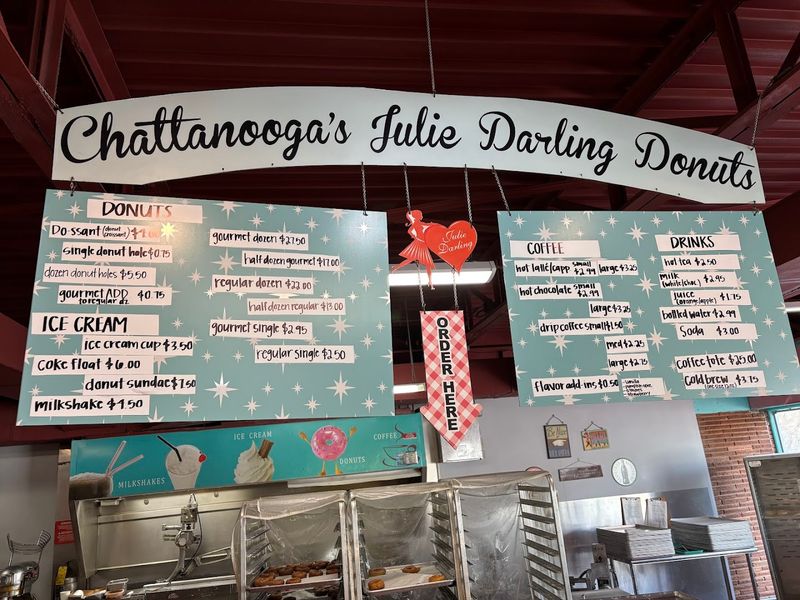 Chattanooga's Julie Darling Donuts
DONUTS
Do-ssant (donut croissant)
single donut hole $0.75
dozen donut holes $5.50
gourmet ADD $0.75
to regular dz.
ICE CREAM
ice cream cup $3.50
coke float $6.00
donut sundae $7.50
milkshake $7.50
gourmet dozen $27.50
half dozen gourmet $17.00
regular dozen $22.00
half dozen regular $13.00
gourmet single $2.95
regular single $2.50
Julie
Darling
ORDER HERE
COFFEE
hot latté/capp small $2.99 large 3.25
hot chocolate small $2.99
large $3.25
drip coffee small $1.50
med $2.25
large $2.75
flavor add-ins $0.50
DRINKS
hot tea $2.50
milk (white/choc) $2.95
juice (orange/apple) $1.75
bottled water $2.99
Soda $3.00
coffee tote $25.00
cold brew $3.75
MILKSHAKES
ICE CREAM
DONUTS
COFFEE